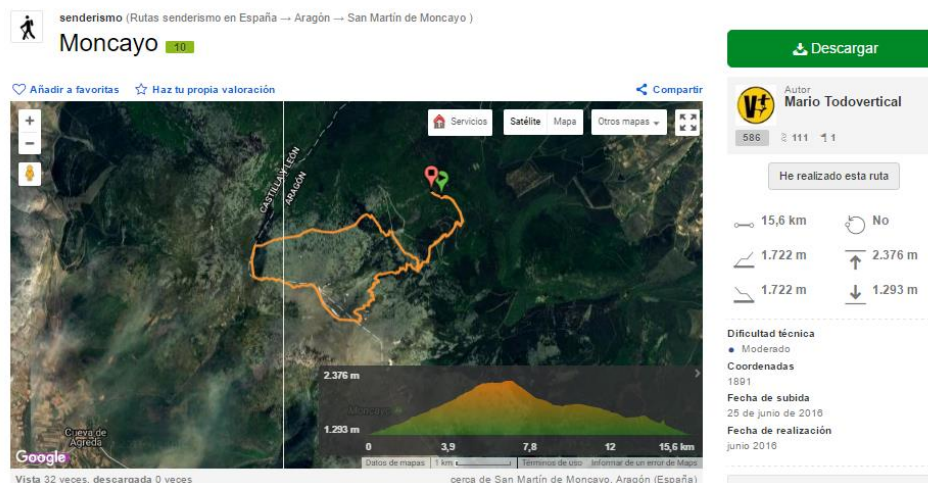 senderismo (Rutas senderismo en España → Aragón → San Martín de Moncayo )
Moncayo 10
Añadir a favoritas Haz tu propia valoración Compartir
+
−
Servicios Satélite Mapa Otros mapas
CASTILLA Y LEÓN
ARAGÓN
2.376 m
Moncayo
1.293 m
0 3,9 7,8 12 15,6 km
Cueva de
Agreda
Google
Datos de mapas 1 km Términos de uso Informar de un error de Maps
Vista 32 veces, descargada 0 veces cerca de San Martín de Moncayo, Aragón (España)
Descargar
Autor
Mario Todovertical
586 111 1
He realizado esta ruta
15,6 km No
1.722 m 2.376 m
1.722 m 1.293 m
Dificultad técnica
Moderado
Coordenadas
1891
Fecha de subida
25 de junio de 2016
Fecha de realización
junio 2016